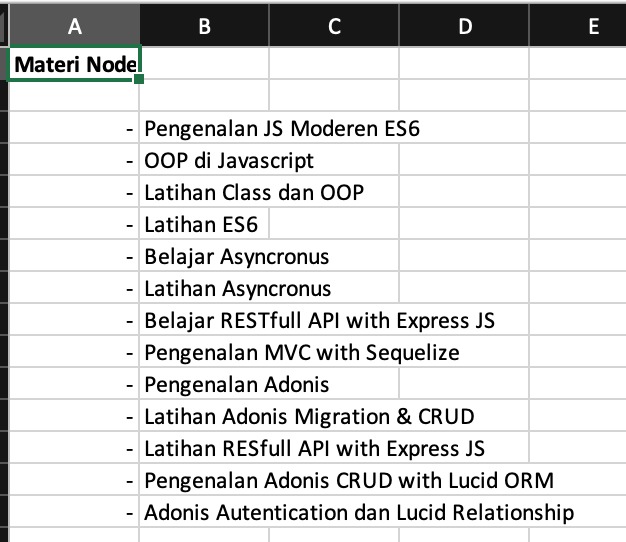 A B C D E
Materi Node
- Pengenalan JS Moderen ES6
- OOP di Javascript
- Latihan Class dan OOP
- Latihan ES6
- Belajar Asyncronus
- Latihan Asyncronus
- Belajar RESTfull API with Express JS
- Pengenalan MVC with Sequelize
- Pengenalan Adonis
- Latihan Adonis Migration & CRUD
- Latihan RESfull API with Express JS
- Pengenalan Adonis CRUD with Lucid ORM
- Adonis Autentication dan Lucid Relationship